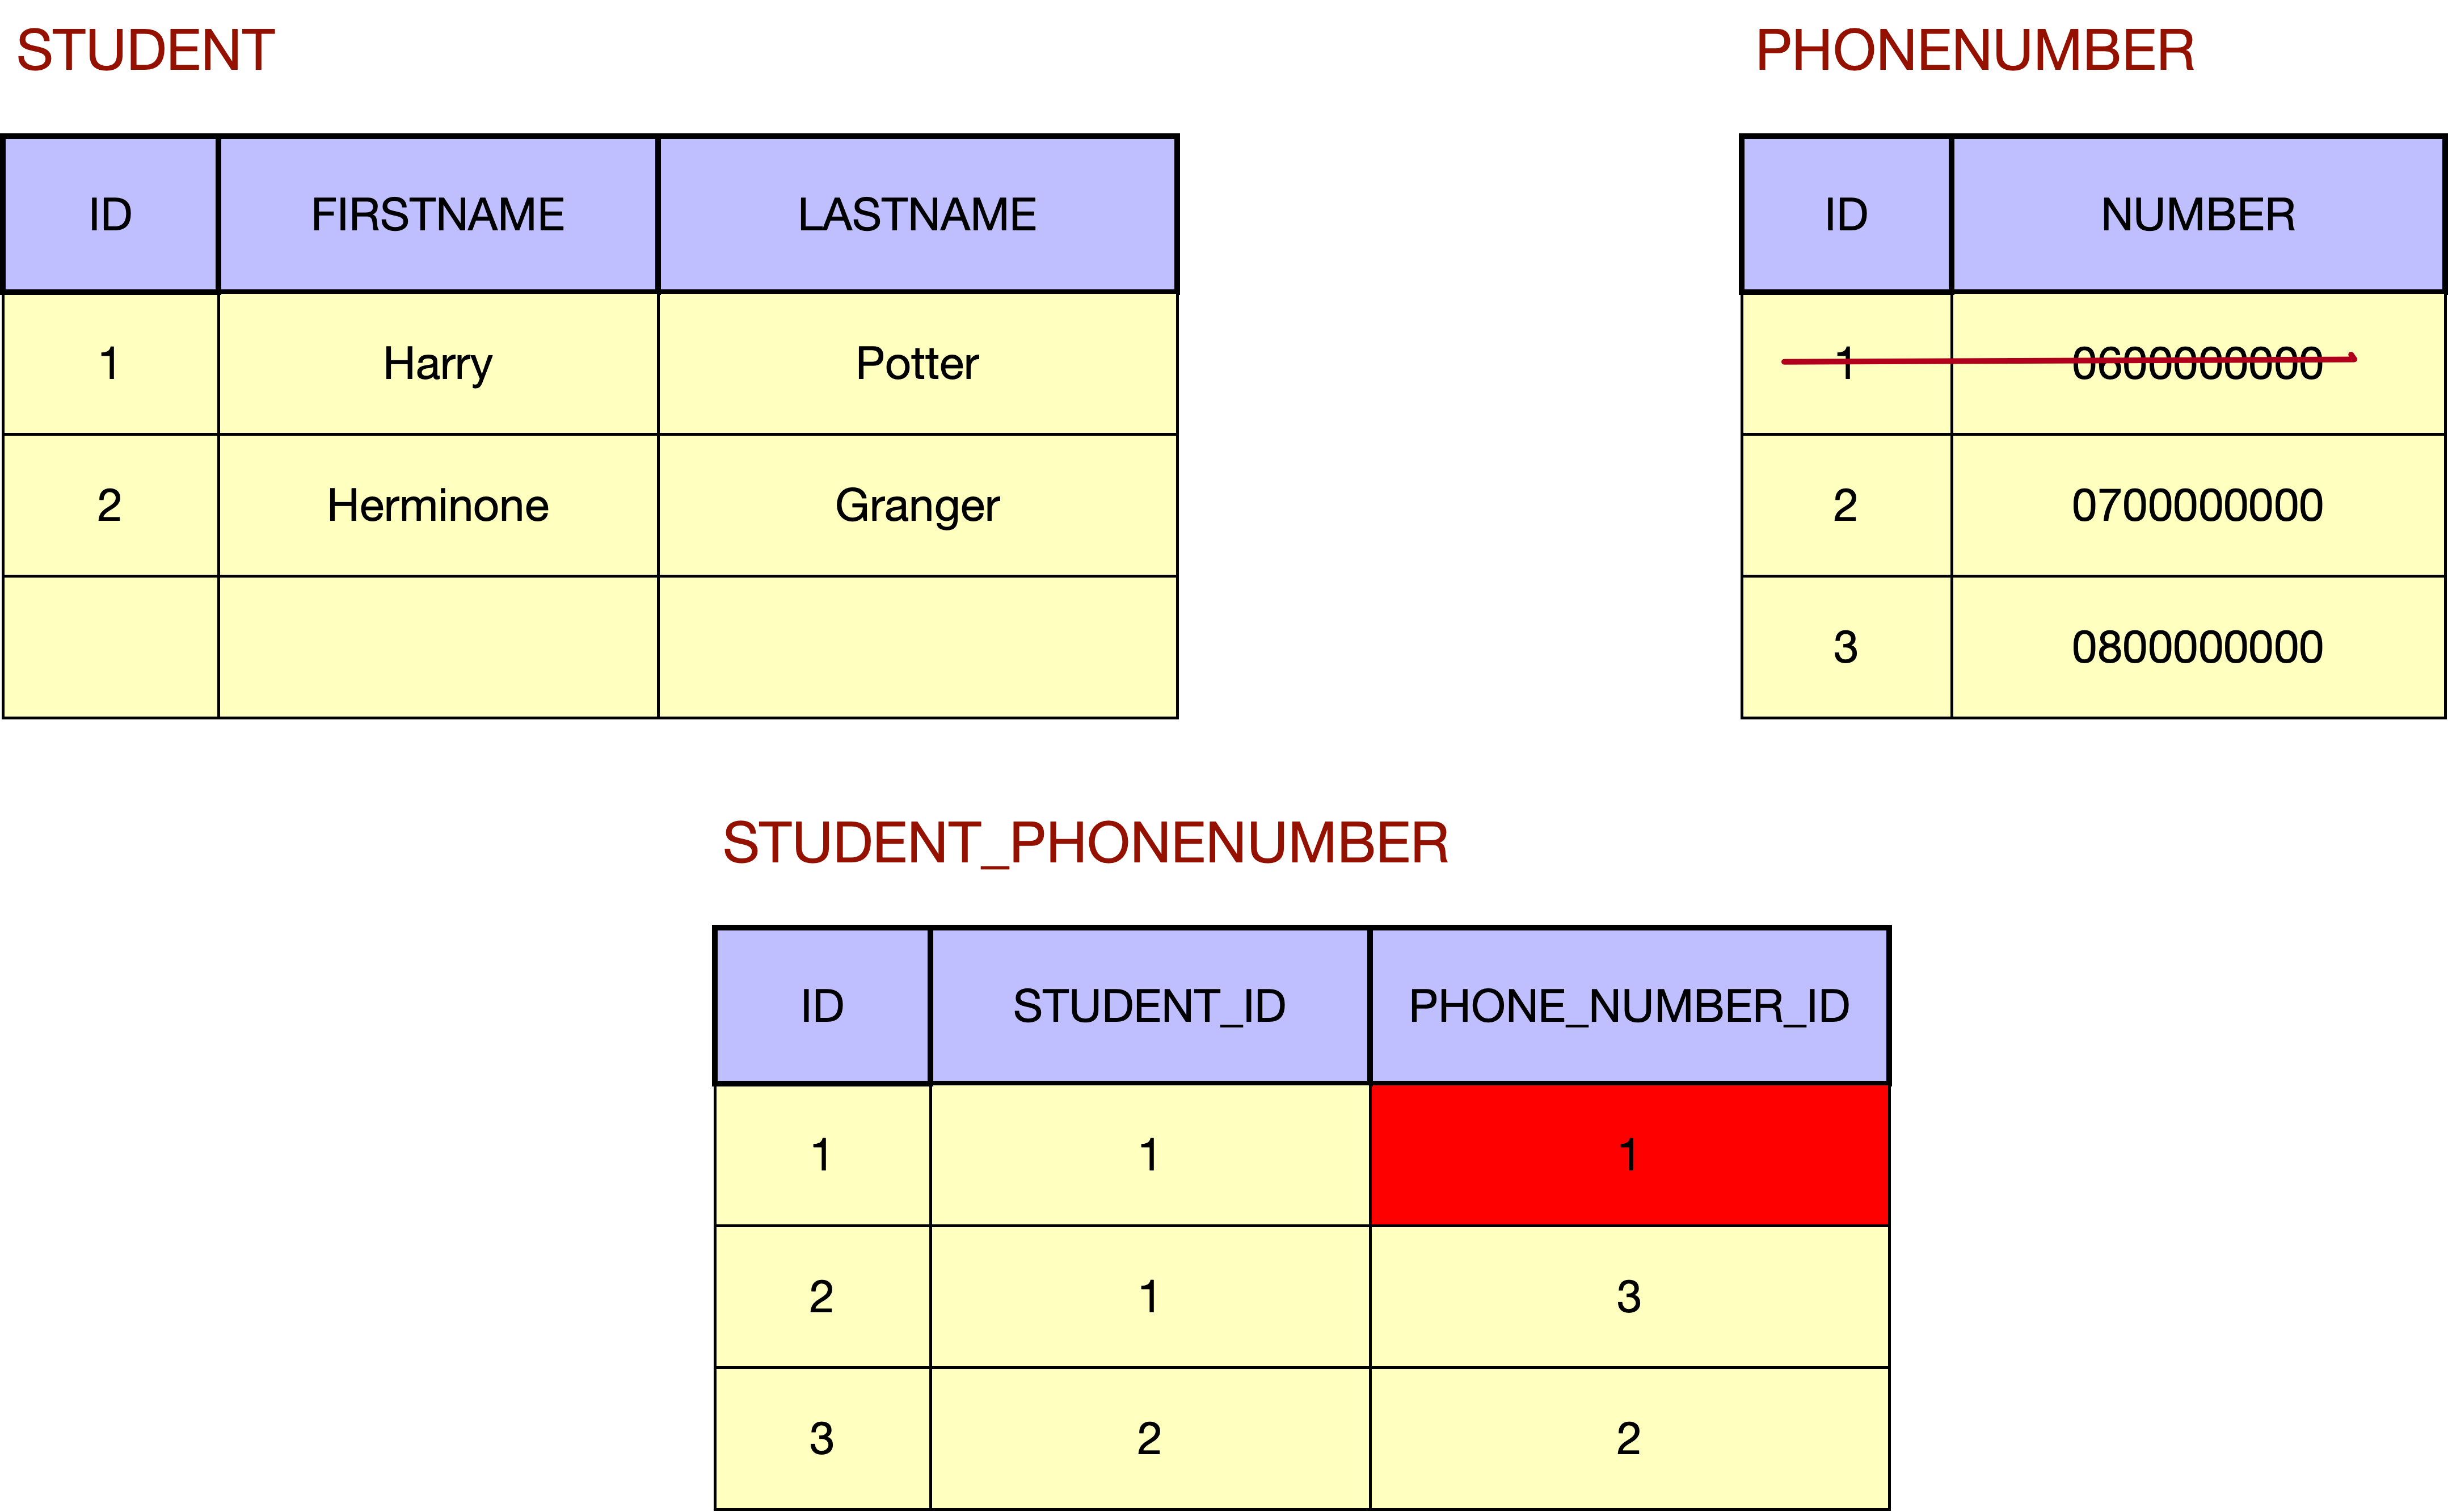 STUDENT
ID FIRSTNAME LASTNAME
1 Harry Potter
2 Herminone Granger
PHONENUMBER
ID NUMBER
1 0600000000
2 0700000000
3 0800000000
STUDENT_PHONENUMBER
ID STUDENT_ID PHONE_NUMBER_ID
1 1 1
2 1 3
3 2 2